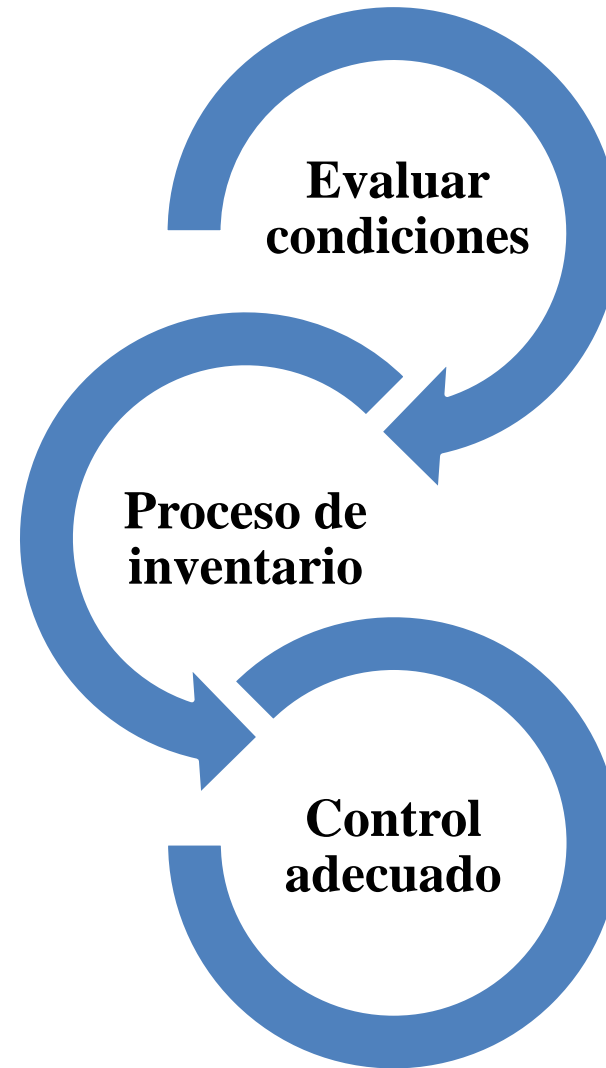 Evaluar
condiciones
Proceso de
inventario
Control
adecuado